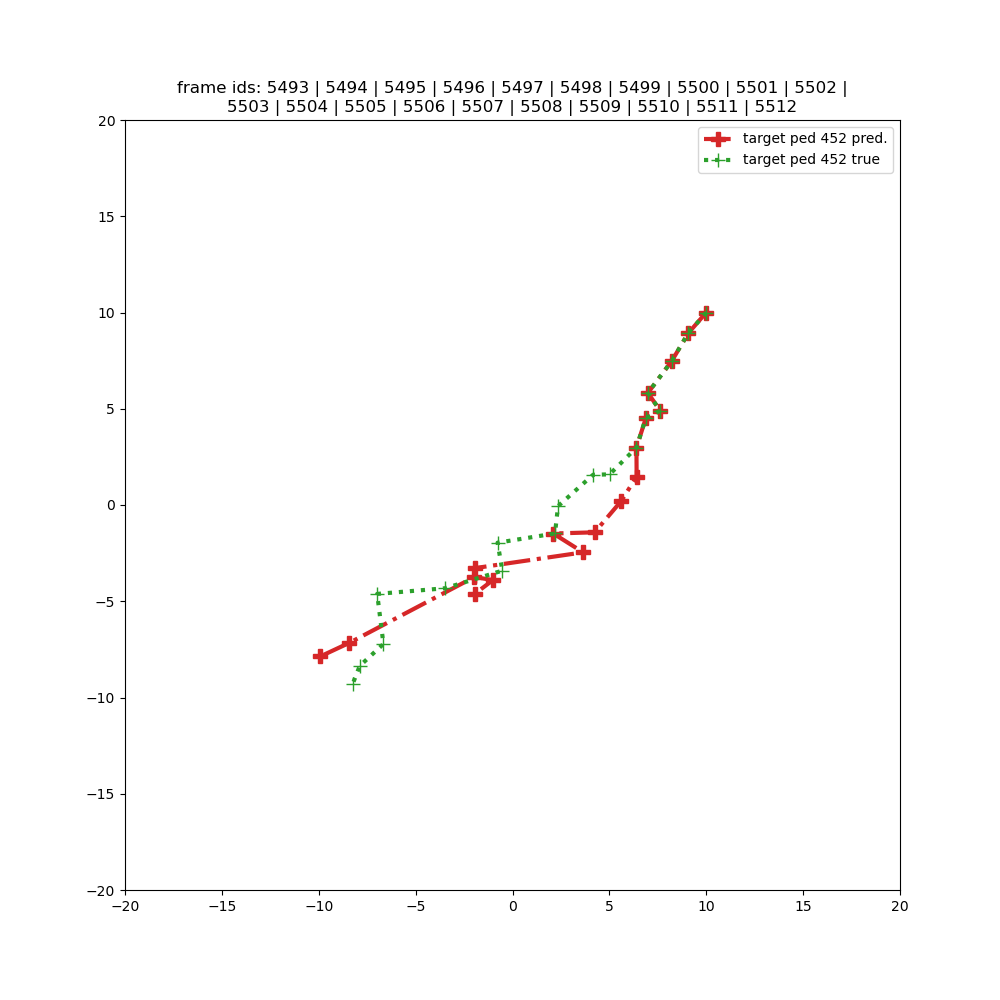 frame ids: 5493 | 5494 | 5495 | 5496 | 5497 | 5498 | 5499 | 5500 | 5501 | 5502 |
5503 | 5504 | 5505 | 5506 | 5507 | 5508 | 5509 | 5510 | 5511 | 5512
target ped 452 pred.
target ped 452 true
20
15
10
5
0
−5
−10
−15
−20
−20 −15 −10 −5 0 5 10 15 20